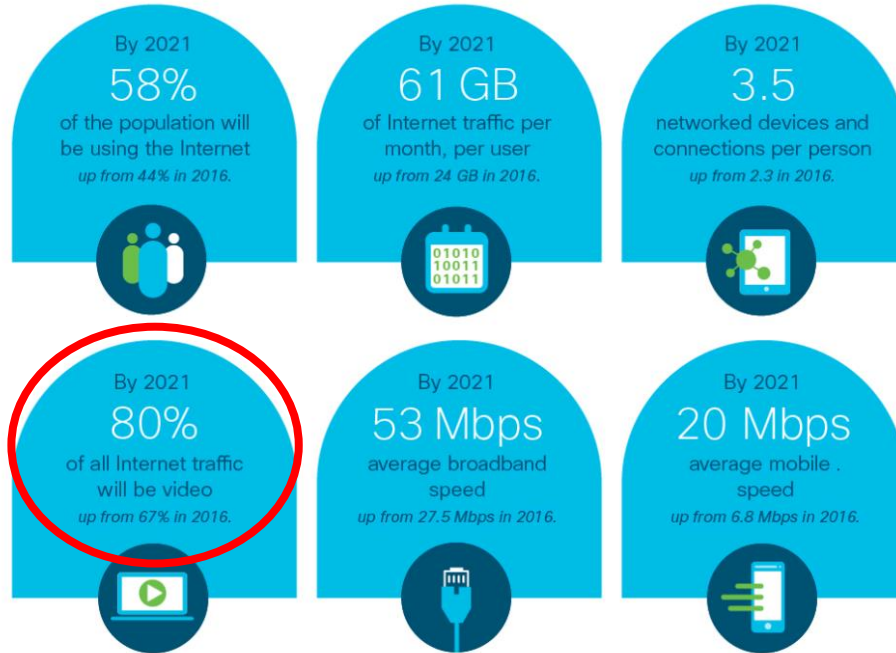 By 2021
58%
of the population will
be using the Internet
up from 44% in 2016.
By 2021
61 GB
of Internet traffic per
month, per user
up from 24 GB in 2016.
By 2021
3.5
networked devices and
connections per person
up from 2.3 in 2016.
01010
10011
01011
By 2021
80%
of all Internet traffic
will be video
up from 67% in 2016.
By 2021
53 Mbps
average broadband
speed
up from 27.5 Mbps in 2016.
By 2021
20 Mbps
average mobile .
speed
up from 6.8 Mbps in 2016.